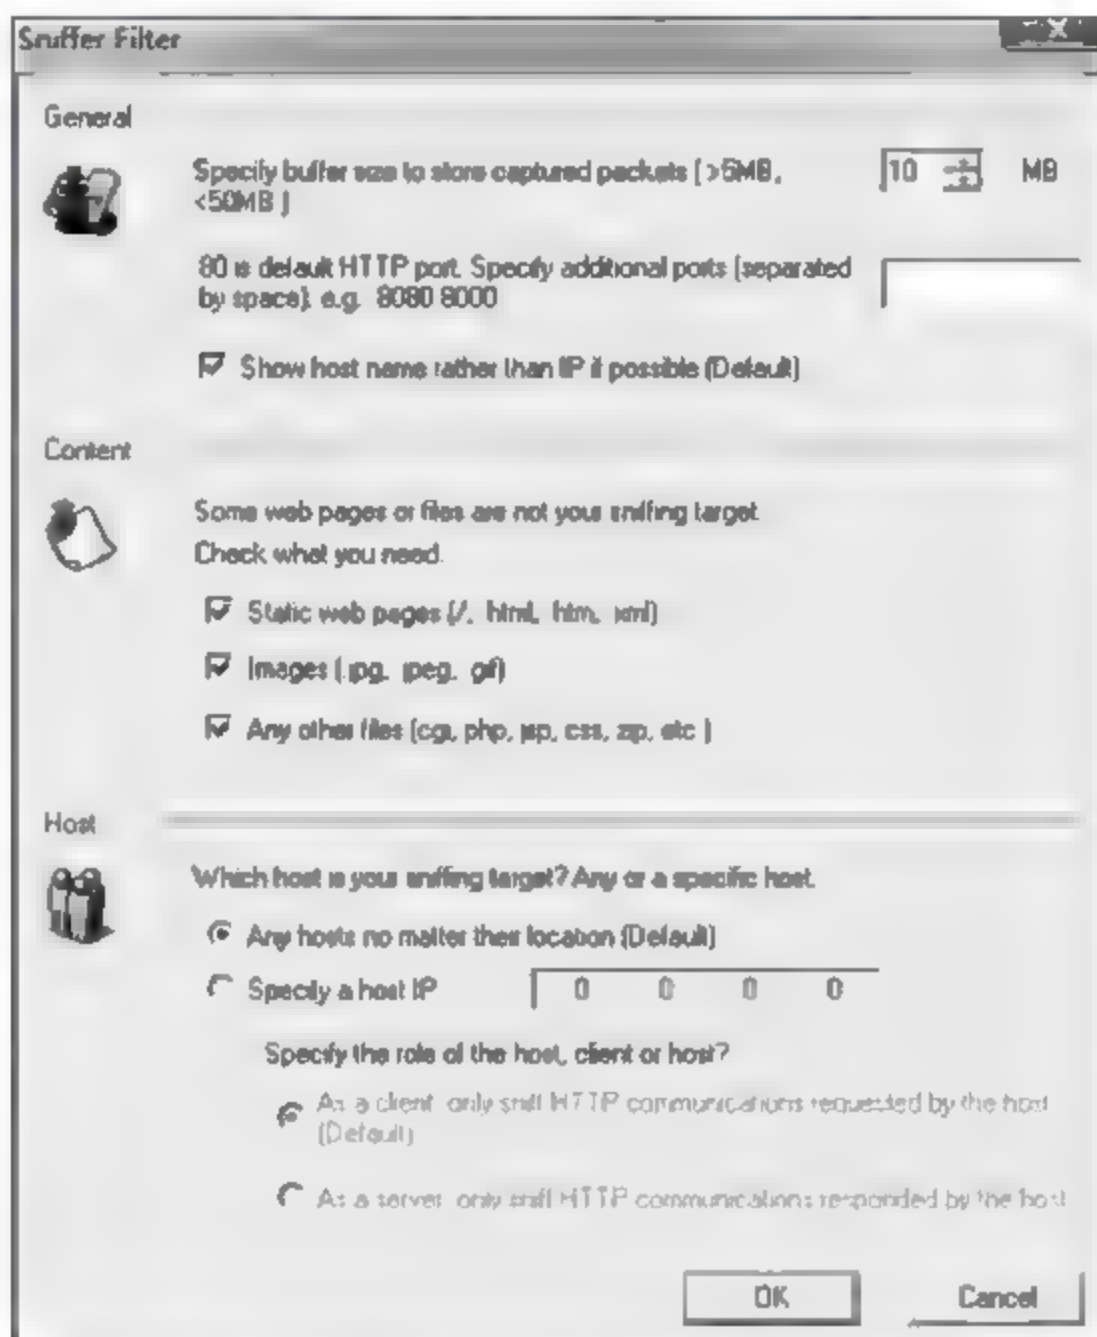 Sniffer Filter
General
Specify buffer size to store captured packets ( >5MB,
<50MB )
10 MB
80 is default HTTP port. Specify additional ports (separated
by space). e.g. 8080 8000
Show host name rather than IP if possible (Default)
Content
Some web pages or files are not your sniffing target.
Check what you need.
Static web pages (/, html, htm, xml)
Images (.jpg, jpeg, gif)
Any other files (cgi, php, jsp, css, zip, etc )
Host
Which host is your sniffing target? Any or a specific host.
Any hosts no matter their location (Default)
Specify a host IP 0 0 0 0
Specify the role of the host, client or host?
As a client only sniff HTTP communications requested by the host
(Default)
As a server only sniff HTTP communications responded by the host
OK Cancel